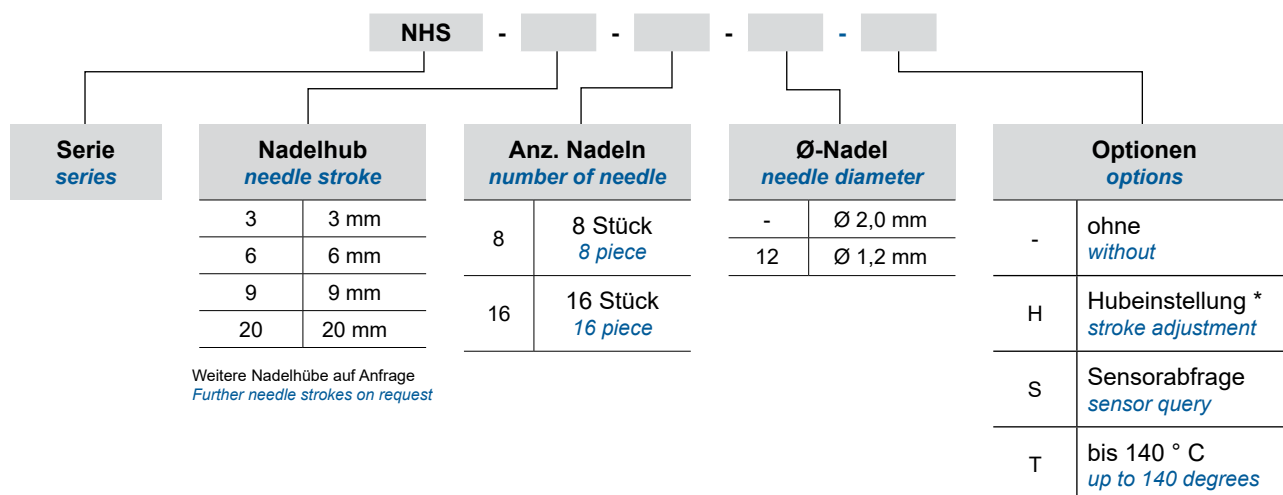 NHS - - - -
Serie
series
Nadelhub
needle stroke
3 3 mm
6 6 mm
9 9 mm
20 20 mm
Weitere Nadelhübe auf Anfrage
Further needle strokes on request
Anz. Nadeln
number of needle
8 8 Stück
8 piece
16 16 Stück
16 piece
Ø-Nadel
needle diameter
- Ø 2,0 mm
12 Ø 1,2 mm
Optionen
options
- ohne
without
H Hubeinstellung *
stroke adjustment
S Sensorabfrage
sensor query
T bis 140 ° C
up to 140 degrees